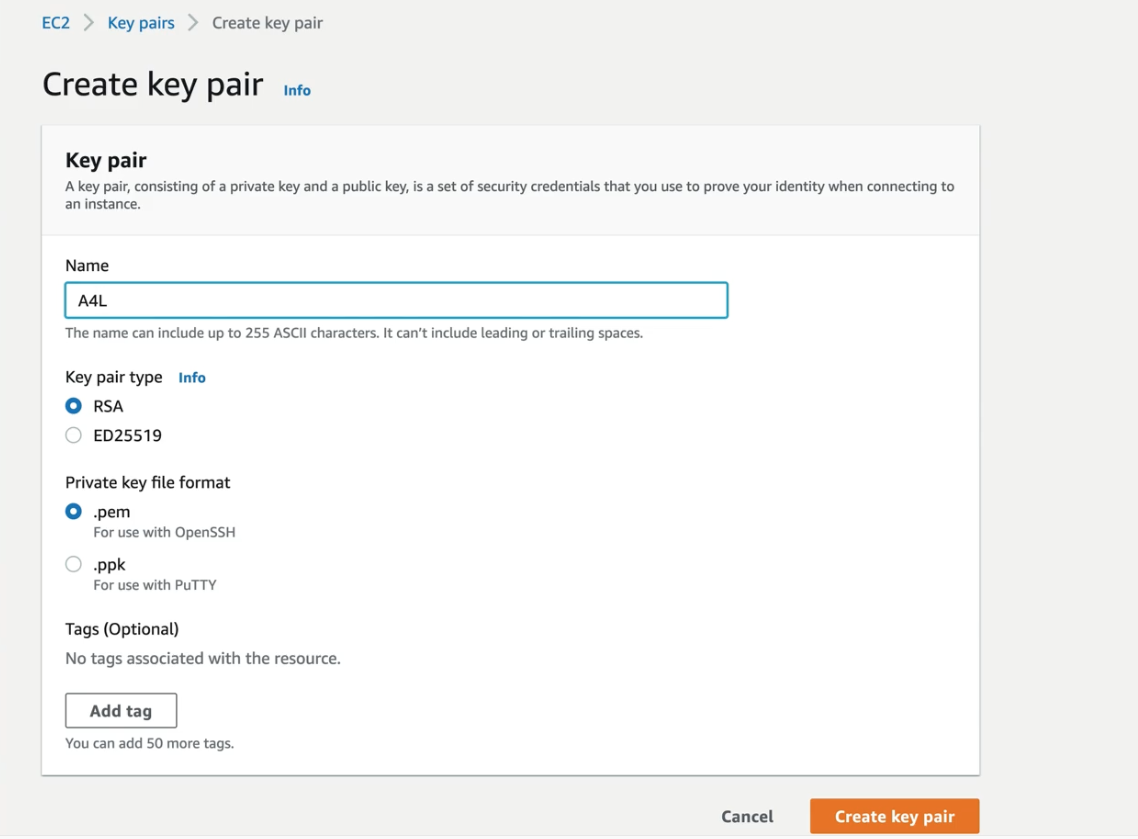 EC2 > Key pairs > Create key pair
Create key pair Info
Key pair
A key pair, consisting of a private key and a public key, is a set of security credentials that you use to prove your identity when connecting to
an instance.
Name
A4L
The name can include up to 255 ASCII characters. It can't include leading or trailing spaces.
Key pair type Info
RSA
ED25519
Private key file format
.pem
For use with OpenSSH
.ppk
For use with PuTTY
Tags (Optional)
No tags associated with the resource.
Add tag
You can add 50 more tags.
Cancel Create key pair